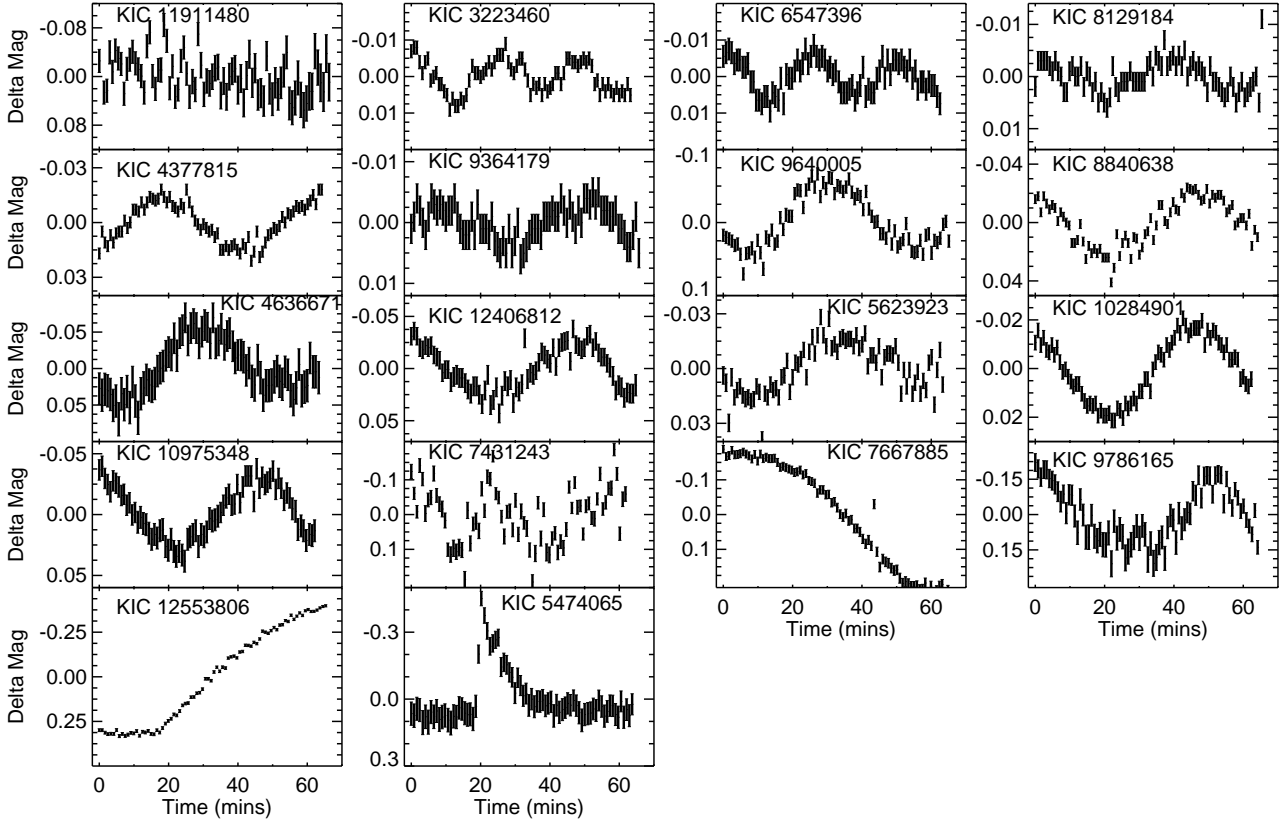 KIC 11911480
KIC 3223460
KIC 6547396
KIC 8129184
Delta Mag
-0.08
0.00
0.08
-0.01
0.00
0.01
-0.01
0.00
0.01
-0.01
0.00
0.01
KIC 4377815
KIC 9364179
KIC 9640005
KIC 8840638
Delta Mag
-0.03
0.00
0.03
-0.01
0.00
0.01
-0.1
0.0
0.1
-0.04
0.00
0.04
KIC 4636671
KIC 12406812
KIC 5623923
KIC 10284901
Delta Mag
-0.05
0.00
0.05
-0.05
0.00
0.05
-0.03
0.00
0.03
-0.02
0.00
0.02
KIC 10975348
KIC 7431243
KIC 7667885
KIC 9786165
Delta Mag
-0.05
0.00
0.05
-0.1
0.0
0.1
-0.1
0.0
0.1
-0.15
0.00
0.15
0 20 40 60
Time (mins)
0 20 40 60
Time (mins)
KIC 12553806
KIC 5474065
Delta Mag
-0.25
0.00
0.25
-0.3
0.0
0.3
0 20 40 60
Time (mins)
0 20 40 60
Time (mins)